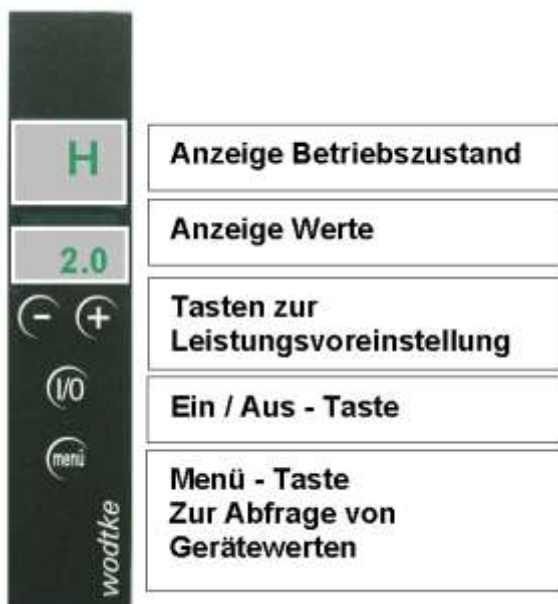 H
Anzeige Betriebszustand
2.0
Anzeige Werte
- +
Tasten zur
Leistungsvoreinstellung
I/O
Ein / Aus - Taste
menü
Menü - Taste
Zur Abfrage von
Gerätewerten
wodtke